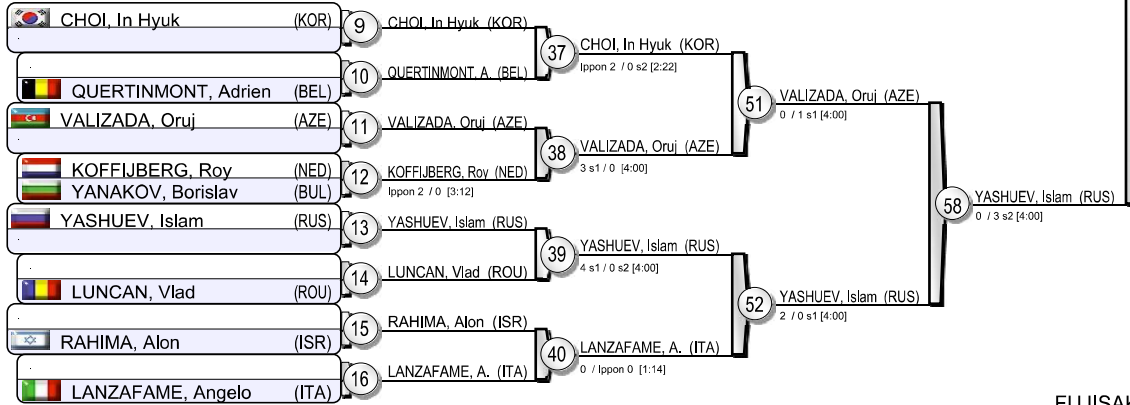 CHOI, In Hyuk (KOR)
QUERTINMONT, Adrien (BEL)
VALIZADA, Oruj (AZE)
KOFFIJBERG, Roy (NED)
YANAKOV, Borislav (BUL)
YASHUEV, Islam (RUS)
LUNCAN, Vlad (ROU)
RAHIMA, Alon (ISR)
LANZAFAME, Angelo (ITA)
9 CHOI, In Hyuk (KOR)
10 QUERTINMONT, A. (BEL)
11 VALIZADA, Oruj (AZE)
12 KOFFIJBERG, Roy (NED)
Ippon 2 / 0 [3:12]
13 YASHUEV, Islam (RUS)
14 LUNCAN, Vlad (ROU)
15 RAHIMA, Alon (ISR)
16 LANZAFAME, A. (ITA)
37 CHOI, In Hyuk (KOR)
Ippon 2 / 0 s2 [2:22]
38 VALIZADA, Oruj (AZE)
3 s1 / 0 [4:00]
39 YASHUEV, Islam (RUS)
4 s1 / 0 s2 [4:00]
40 LANZAFAME, A. (ITA)
0 / Ippon 0 [1:14]
51 VALIZADA, Oruj (AZE)
0 / 1 s1 [4:00]
52 YASHUEV, Islam (RUS)
2 / 0 s1 [4:00]
58 YASHUEV, Islam (RUS)
0 / 3 s2 [4:00]